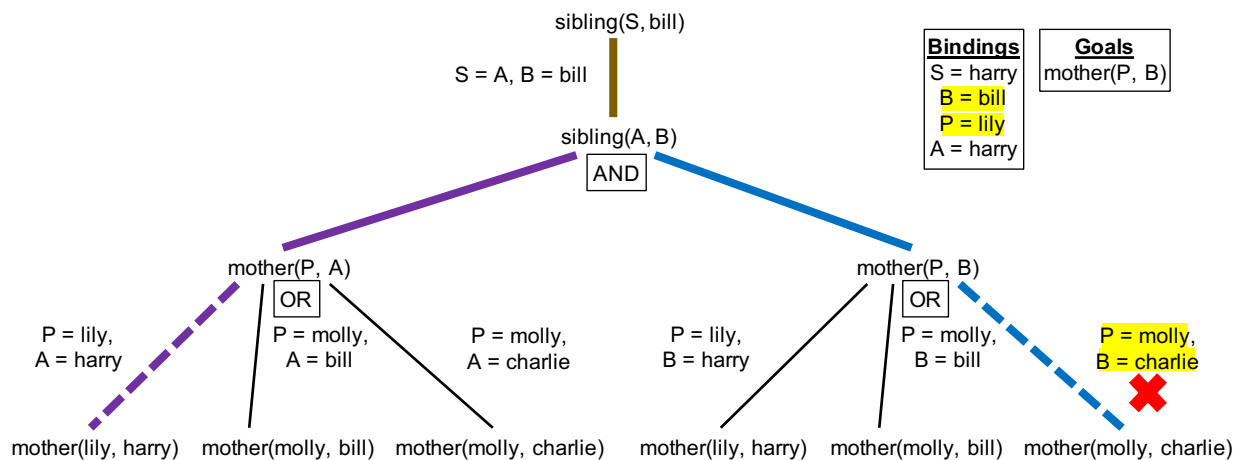 sibling(S, bill)
S = A, B = bill
Bindings
S = harry
B = bill
P = lily
A = harry
Goals
mother(P, B)
sibling(A, B)
AND
mother(P, A)
OR
mother(P, B)
OR
P = lily,
A = harry
P = molly,
A = bill
P = molly,
A = charlie
P = lily,
B = harry
P = molly,
B = bill
P = molly,
B = charlie
mother(lily, harry)
mother(molly, bill)
mother(molly, charlie)
mother(lily, harry)
mother(molly, bill)
mother(molly, charlie)